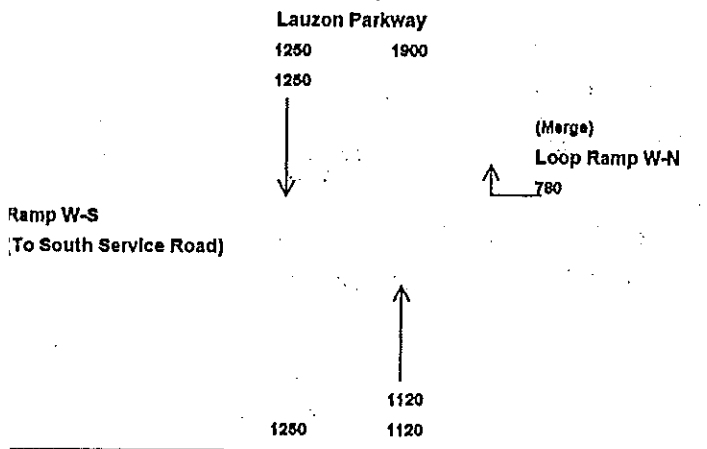 Lauzon Parkway
1250 1900
1250
(Merge)
Loop Ramp W-N
780
Ramp W-S
(To South Service Road)
1120
1250 1120